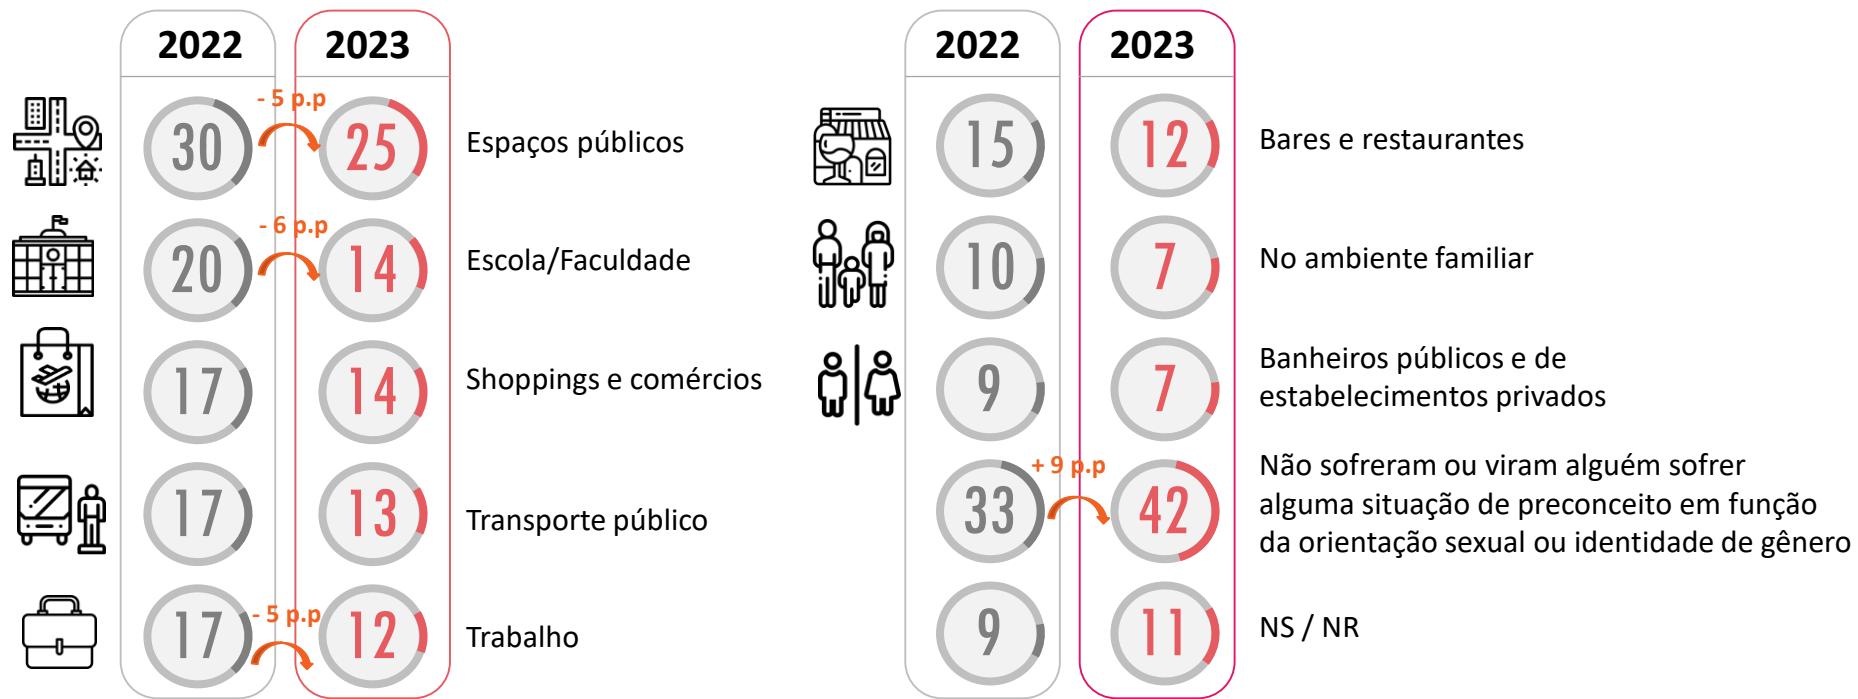 2022 2023
30 - 5 p.p 25 Espaços públicos
20 - 6 p.p 14 Escola/Faculdade
17 14 Shoppings e comércios
17 13 Transporte público
17 - 5 p.p 12 Trabalho
2022 2023
15 12 Bares e restaurantes
10 7 No ambiente familiar
9 7 Banheiros públicos e de
estabelecimentos privados
33 + 9 p.p 42 Não sofreram ou viram alguém sofrer
alguma situação de preconceito em função
da orientação sexual ou identidade de gênero
9 11 NS / NR